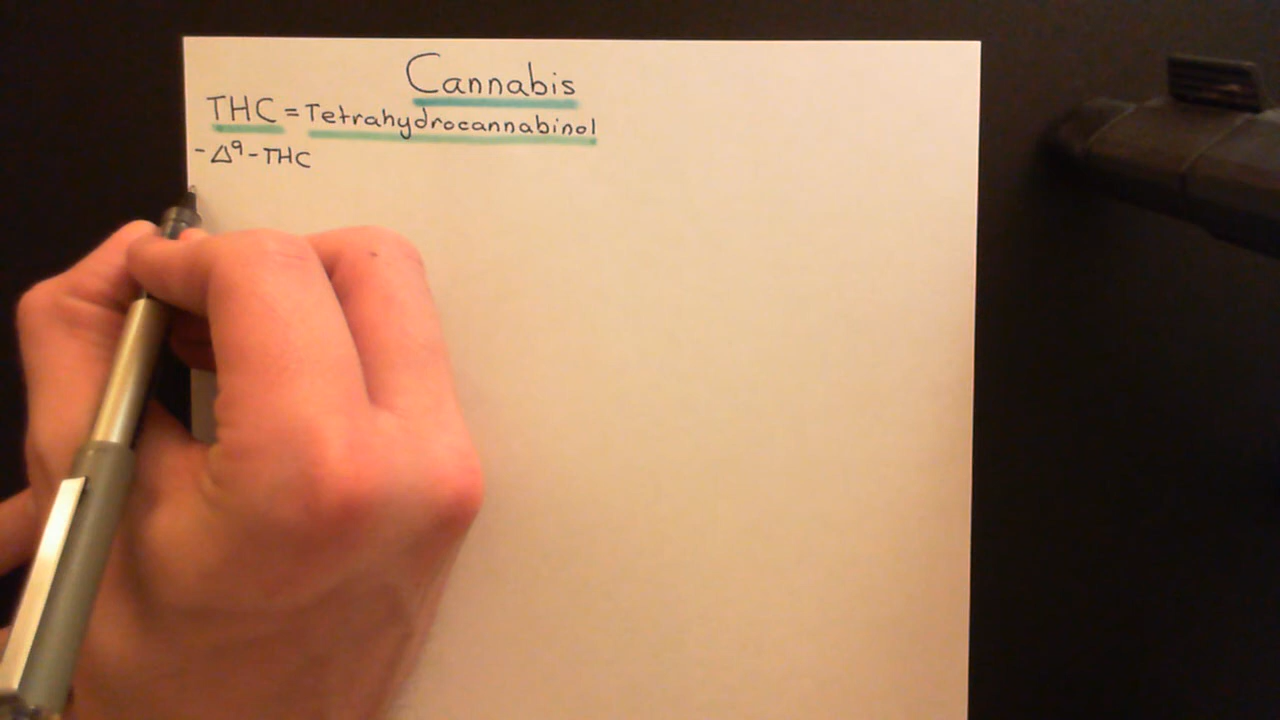 Cannabis
THC = Tetrahydrocannabinol
- Δ⁹-THC